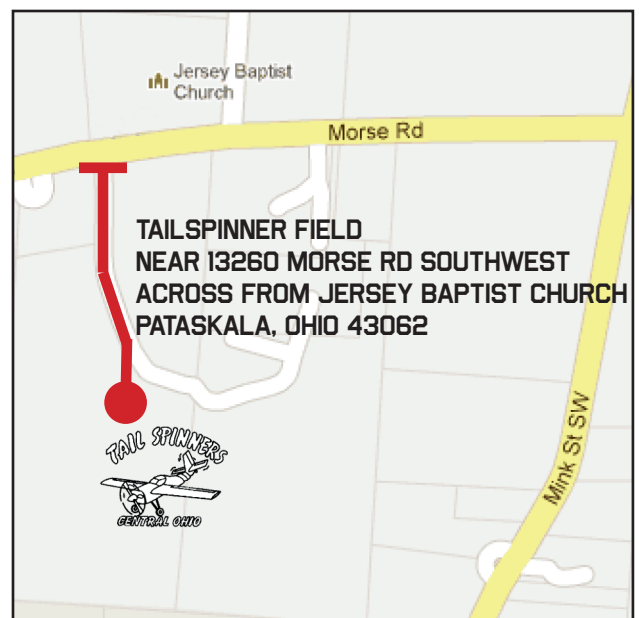 Jersey Baptist
Church
Morse Rd
TAILSPINNER FIELD
NEAR 13260 MORSE RD SOUTHWEST
ACROSS FROM JERSEY BAPTIST CHURCH
PATASKALA, OHIO 43062
Mink St SW
TAIL SPINNERS
CENTRAL OHIO